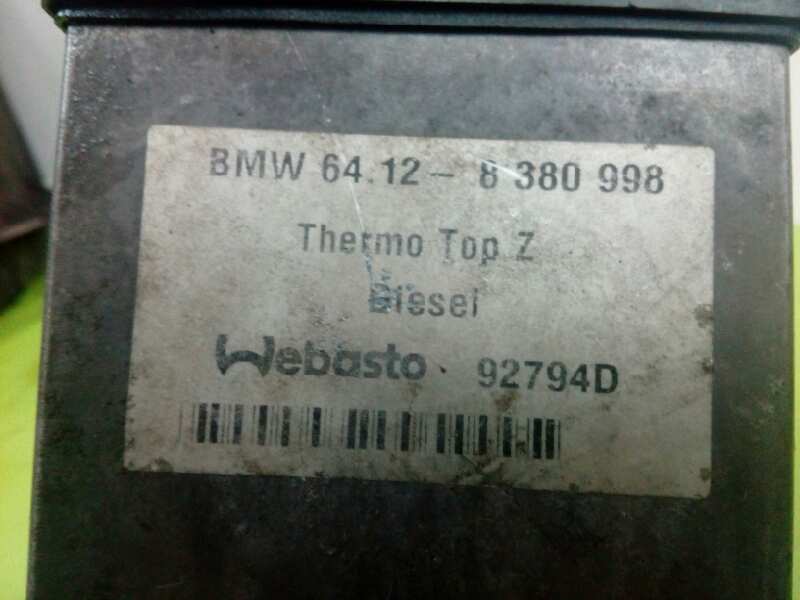 BMW 64.12 - 8 380 998
Thermo Top Z
Diesel
Webasto 92794D